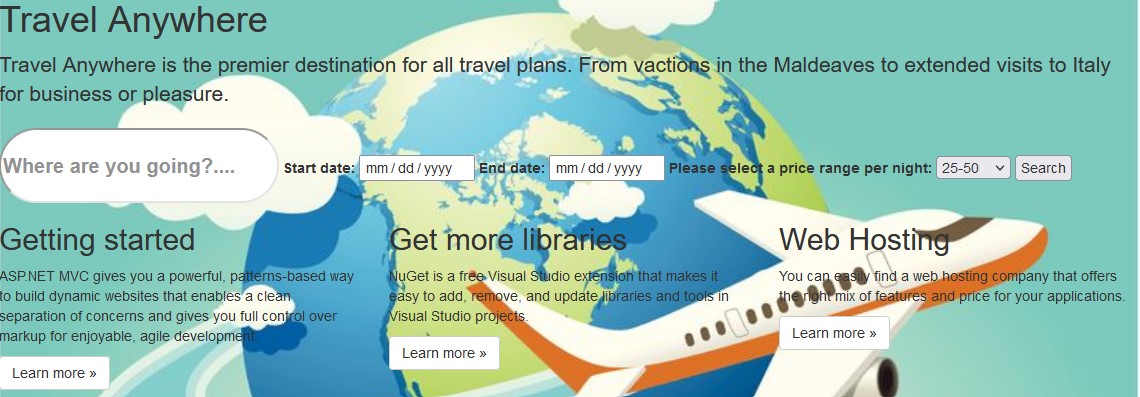 Travel Anywhere
Travel Anywhere is the premier destination for all travel plans. From vactions in the Maldeaves to extended visits to Italy
for business or pleasure.
Where are you going?.... Start date: mm / dd / yyyy End date: mm / dd / yyyy Please select a price range per night: 25-50 Search
Getting started
ASP.NET MVC gives you a powerful, patterns-based way
to build dynamic websites that enables a clean
separation of concerns and gives you full control over
markup for enjoyable, agile development.
Learn more »
Get more libraries
NuGet is a free Visual Studio extension that makes it
easy to add, remove, and update libraries and tools in
Visual Studio projects.
Learn more »
Web Hosting
You can easily find a web hosting company that offers
the right mix of features and price for your applications.
Learn more »